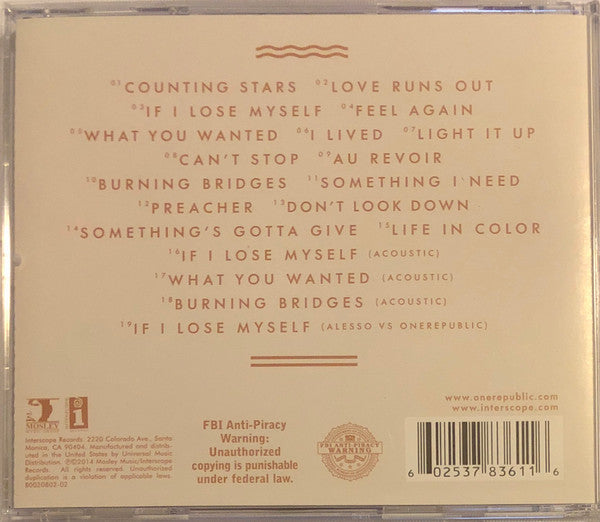 01 COUNTING STARS 02 LOVE RUNS OUT
03 IF I LOSE MYSELF 04 FEEL AGAIN
05 WHAT YOU WANTED 06 I LIVED 07 LIGHT IT UP
08 CAN'T STOP 09 AU REVOIR
10 BURNING BRIDGES 11 SOMETHING I NEED
12 PREACHER 13 DON'T LOOK DOWN
14 SOMETHING'S GOTTA GIVE 15 LIFE IN COLOR
16 IF I LOSE MYSELF (ACOUSTIC)
17 WHAT YOU WANTED (ACOUSTIC)
18 BURNING BRIDGES (ACOUSTIC)
19 IF I LOSE MYSELF (ALESSO VS ONEREPUBLIC)
www.onerepublic.com
www.interscope.com
MOSLEY
MUSIC GROUP
INTERSCOPE
i
Interscope Records. 2220 Colorado Ave., Santa
Monica, CA 90404. Manufactured and distrib-
uted in the United States by Universal Music
Distribution. ℗©2014 Mosley Music/Interscope
Records. All rights reserved. Unauthorized
duplication is a violation of applicable laws.
B0020802-02
FBI Anti-Piracy
Warning:
Unauthorized
copying is punishable
under federal law.
FBI ANTI-PIRACY
WARNING
6 02537 83611 6